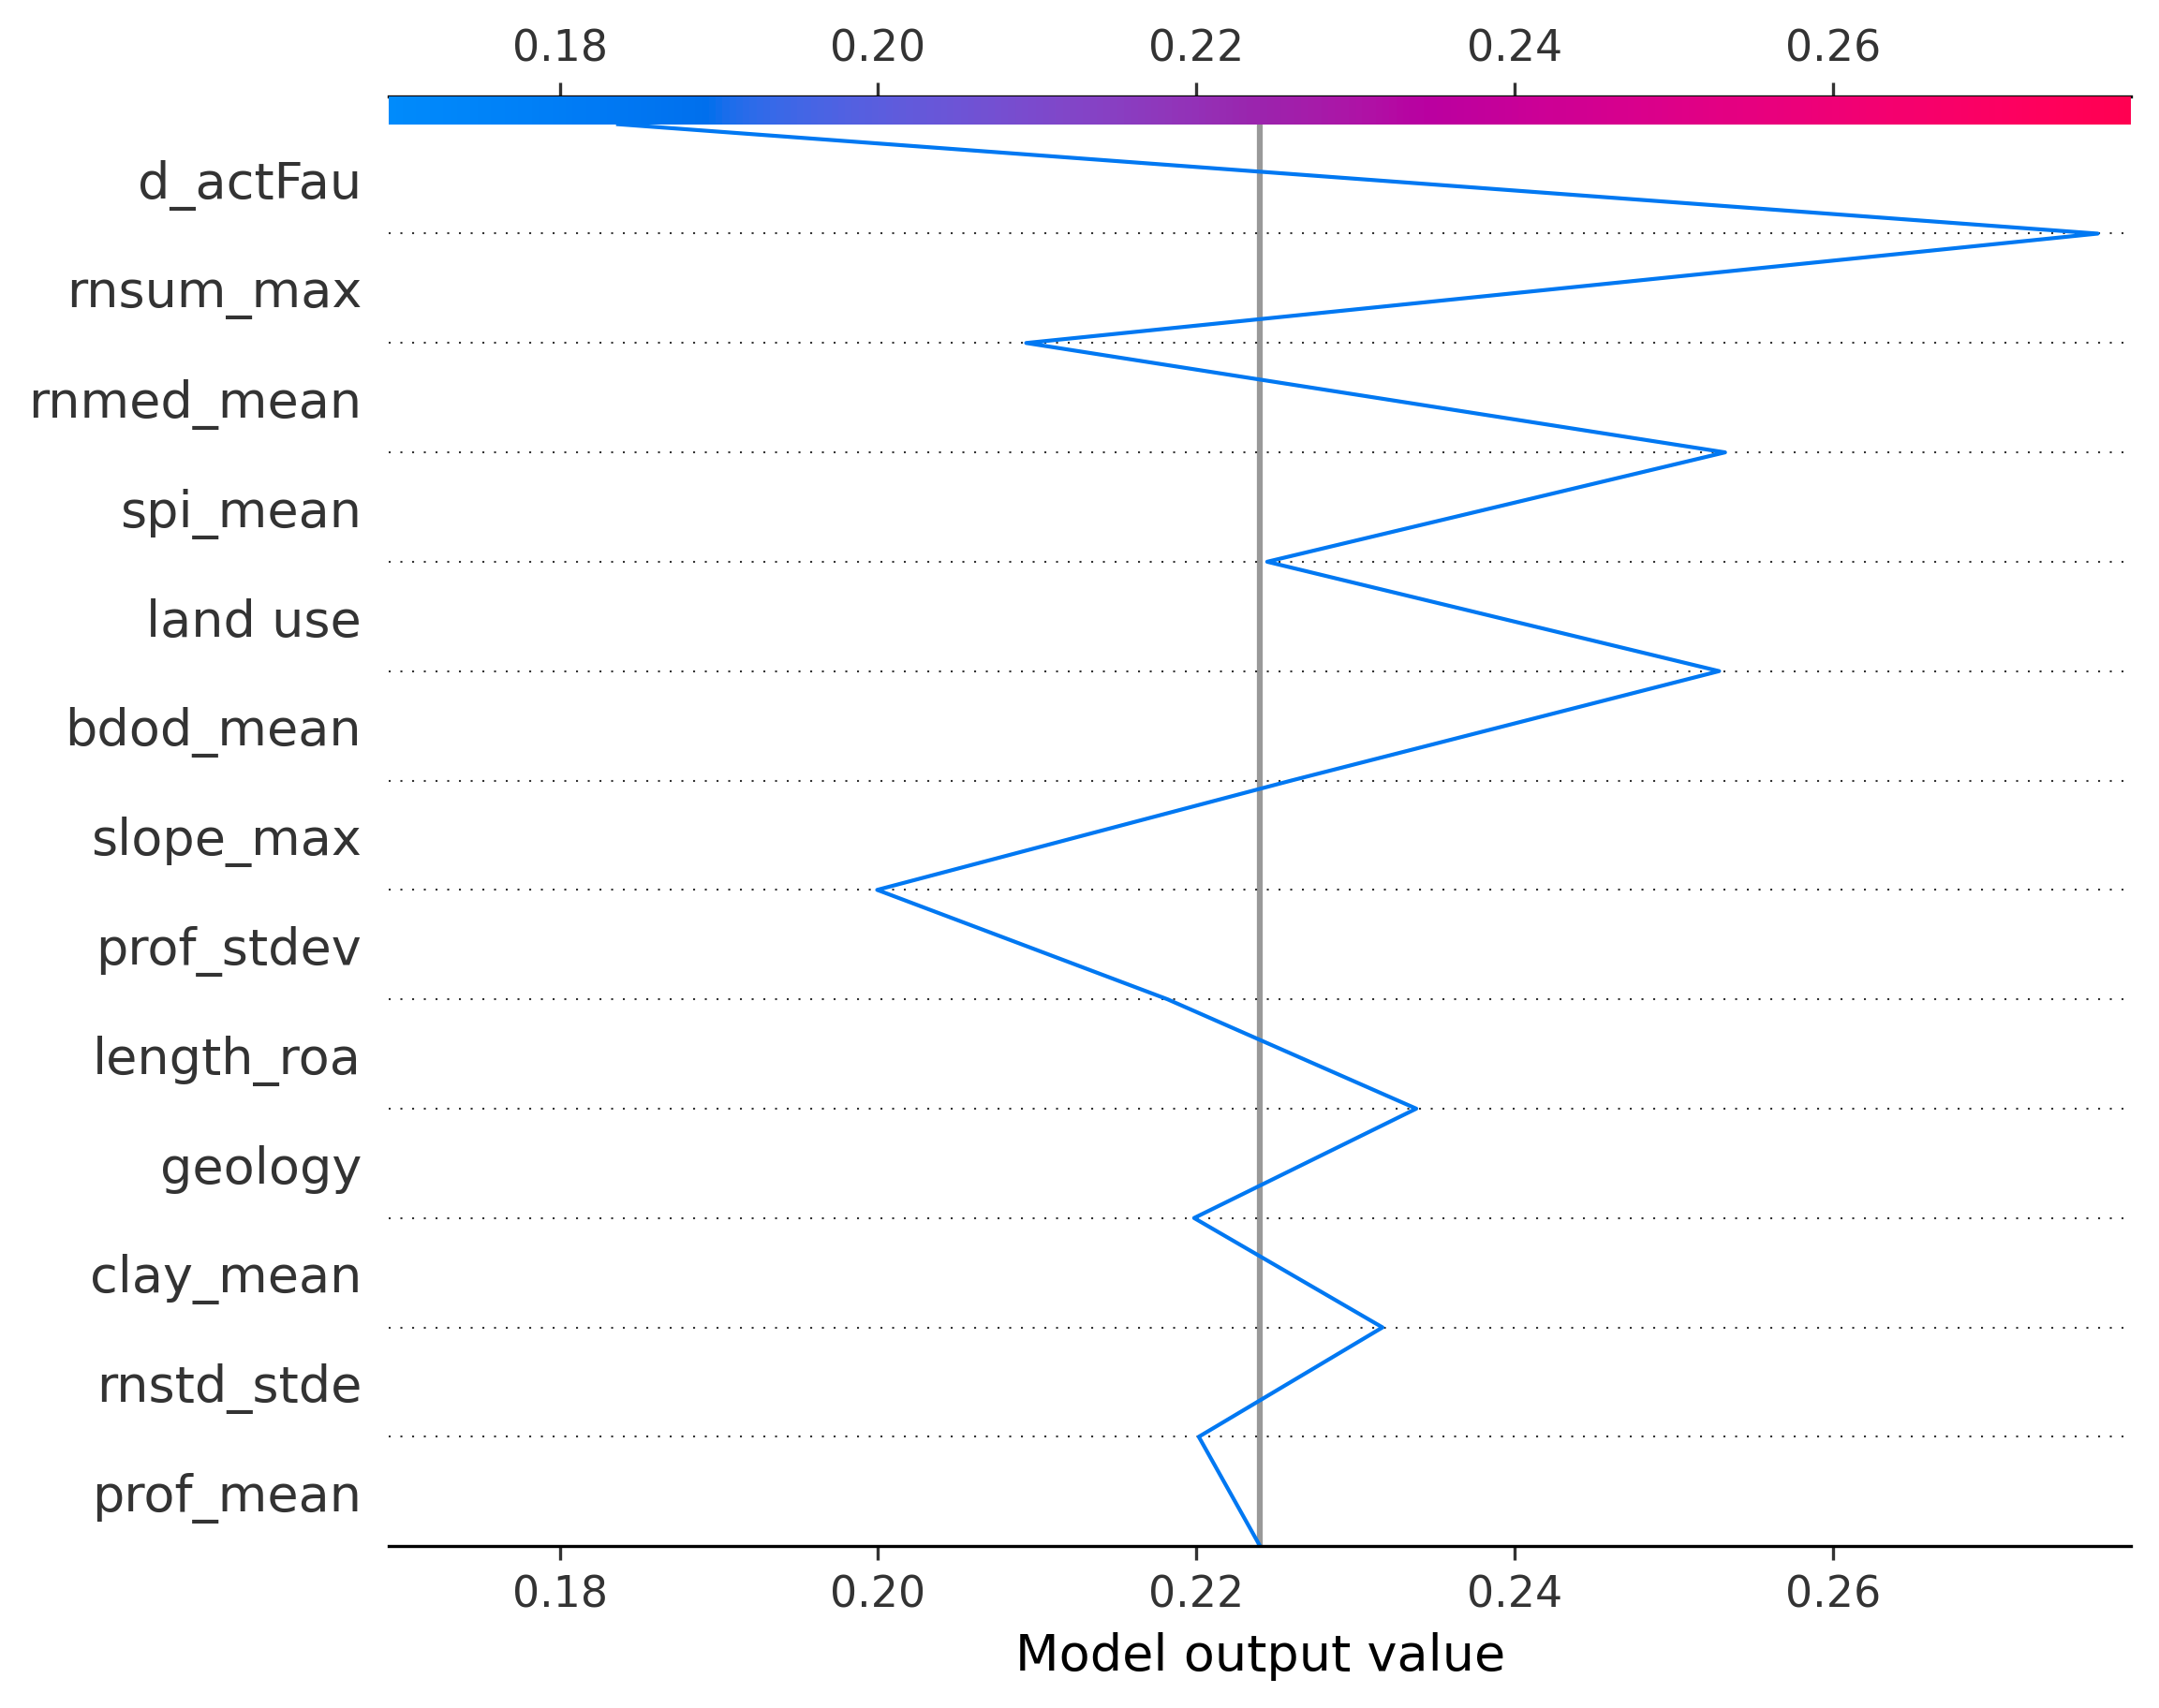 0.18 0.20 0.22 0.24 0.26
d_actFau
rnsum_max
rnmed_mean
spi_mean
land use
bdod_mean
slope_max
prof_stdev
length_roa
geology
clay_mean
rnstd_stde
prof_mean
0.18 0.20 0.22 0.24 0.26
Model output value